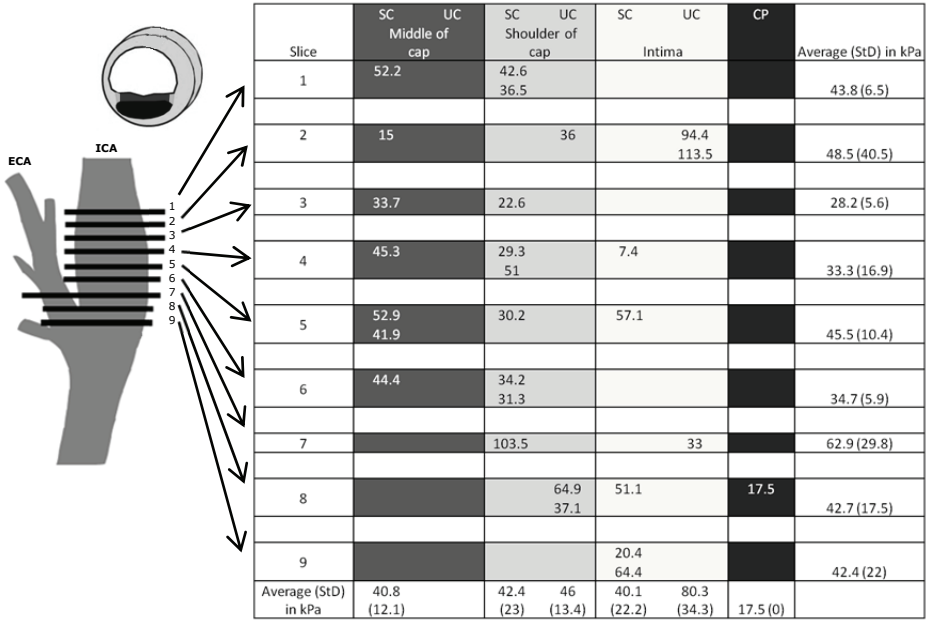 ECA
ICA
1
2
3
4
5
6
7
8
9
SC UC SC UC SC UC CP
Middle of Shoulder of
Slice cap cap Intima Average (StD) in kPa
1 52.2 42.6
36.5 43.8 (6.5)
2 15 36 94.4
113.5 48.5 (40.5)
3 33.7 22.6 28.2 (5.6)
4 45.3 29.3 7.4
51 33.3 (16.9)
5 52.9 30.2 57.1
41.9 45.5 (10.4)
6 44.4 34.2
31.3 34.7 (5.9)
7 103.5 33 62.9 (29.8)
8 64.9 51.1 17.5
37.1 42.7 (17.5)
9 20.4
64.4 42.4 (22)
Average (StD) 40.8 42.4 46 40.1 80.3
in kPa (12.1) (23) (13.4) (22.2) (34.3) 17.5 (0)